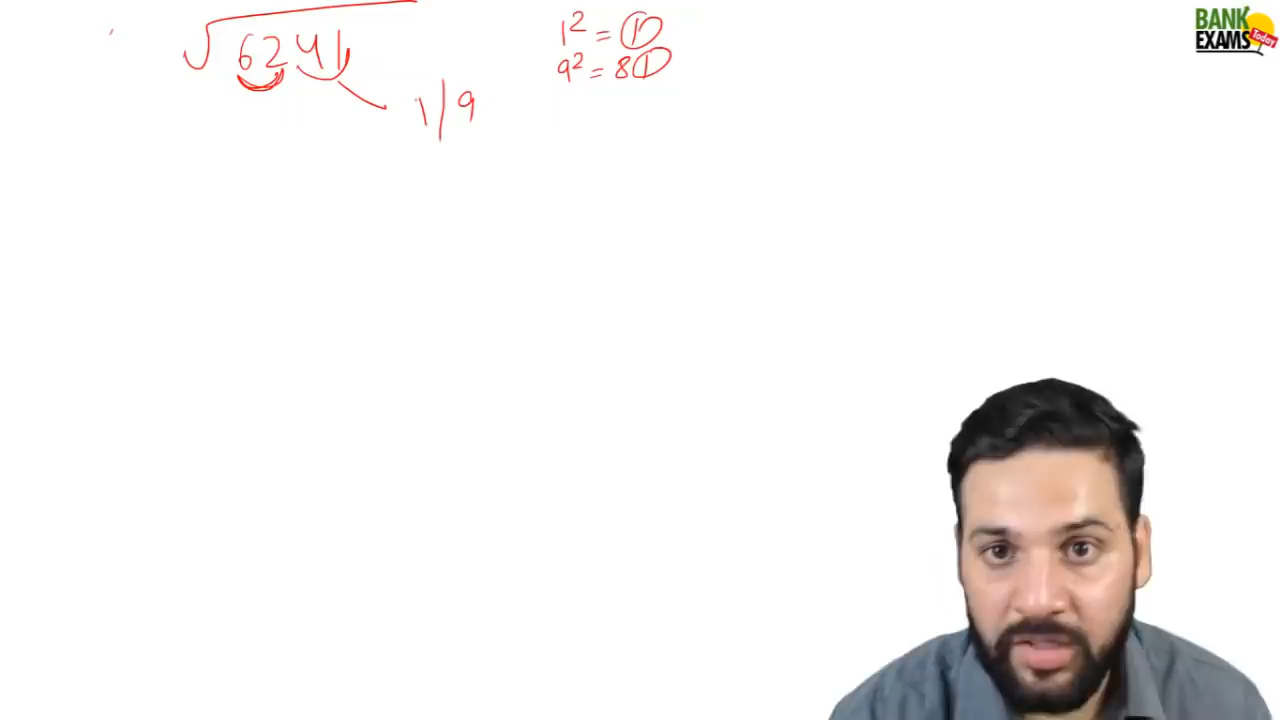 √6241
1² = 1
9² = 81
1/9
BANK
EXAMS Today